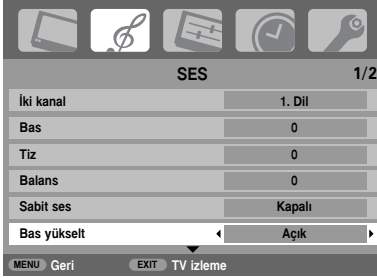 SES 1/2
İki kanal 1. Dil
Bas 0
Tiz 0
Balans 0
Sabit ses Kapalı
Bas yükselt Açık
MENU Geri EXIT TV izleme